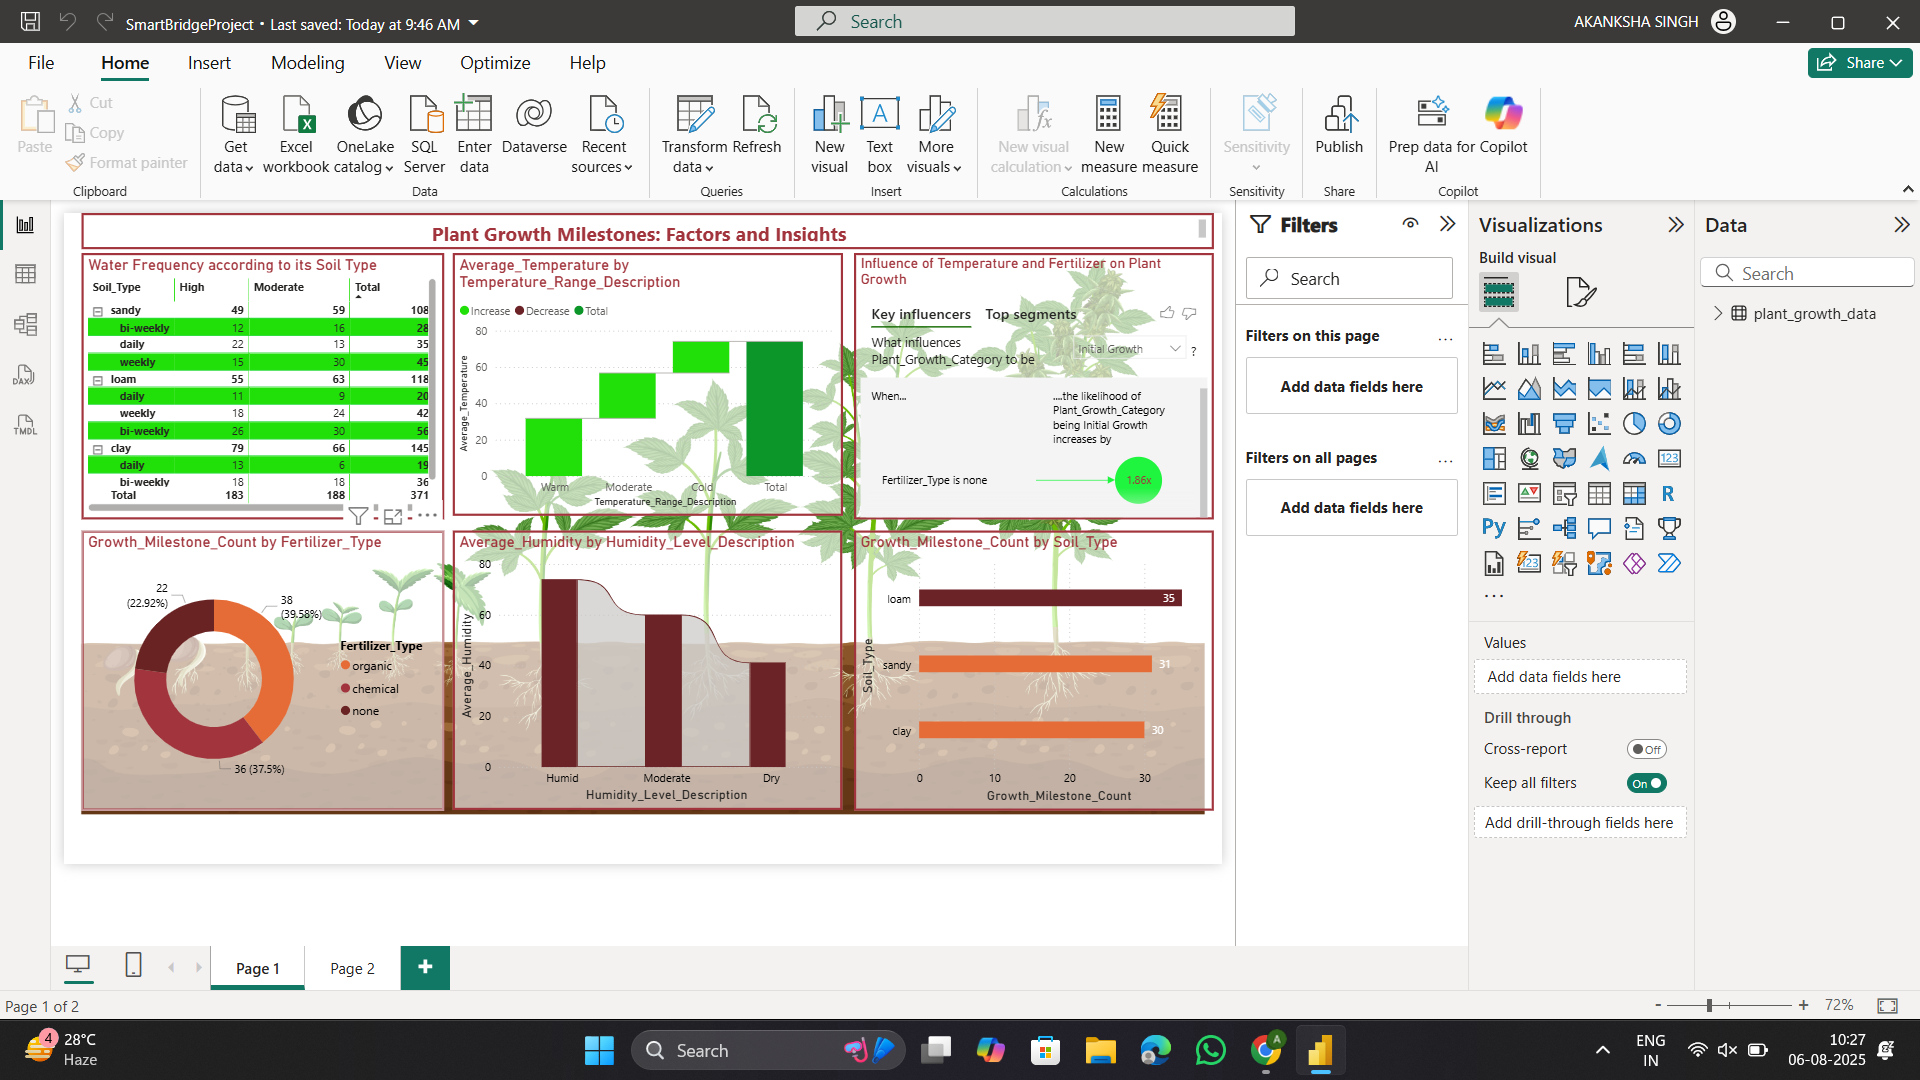 SmartBridgeProject • Last saved: Today at 9:46 AM
Search
AKANKSHA SINGH
File Home Insert Modeling View Optimize Help
Share
Paste
Cut
Copy
Format painter
Clipboard
Get data
Excel workbook
OneLake catalog
SQL Server
Enter data
Dataverse
Recent sources
Data
Transform data
Refresh
Queries
New visual
Text box
More visuals
Insert
New visual calculation
New measure
Quick measure
Calculations
Sensitivity
Sensitivity
Publish
Share
Prep data for AI
Copilot
Copilot
DAX
TMDL
Plant Growth Milestones: Factors and Insights
Water Frequency according to its Soil Type
Soil_Type High Moderate Total
sandy 49 59 108
bi-weekly 12 16 28
daily 22 13 35
weekly 15 30 45
loam 55 63 118
daily 11 9 20
weekly 18 24 42
bi-weekly 26 30 56
clay 79 66 145
daily 13 6 19
bi-weekly 18 18 36
Total 183 188 371
Average_Temperature by
Temperature_Range_Description
Increase Decrease Total
Average_Temperature
80
60
40
20
0
Warm Moderate Cold Total
Temperature_Range_Description
Influence of Temperature and Fertilizer on Plant
Growth
Key influencers Top segments
What influences
Plant_Growth_Category to be
Initial Growth
?
When...
....the likelihood of
Plant_Growth_Category
being Initial Growth
increases by
Fertilizer_Type is none
1.86x
Growth_Milestone_Count by Fertilizer_Type
22
(22.92%)
38
(39.58%)
36 (37.5%)
Fertilizer_Type
organic
chemical
none
Average_Humidity by Humidity_Level_Description
Average_Humidity
80
60
40
20
0
Humid Moderate Dry
Humidity_Level_Description
Growth_Milestone_Count by Soil_Type
Soil_Type
loam 35
sandy 31
clay 30
0 10 20 30
Growth_Milestone_Count
Filters
Search
Filters on this page ...
Add data fields here
Filters on all pages ...
Add data fields here
Visualizations
Build visual
123
R
Py
123
...
Values
Add data fields here
Drill through
Cross-report Off
Keep all filters On
Add drill-through fields here
Data
Search
plant_growth_data
Page 1
Page 2
+
Page 1 of 2
- + 72%
4
28°C
Haze
Search
A
ENG
IN
10:27
06-08-2025